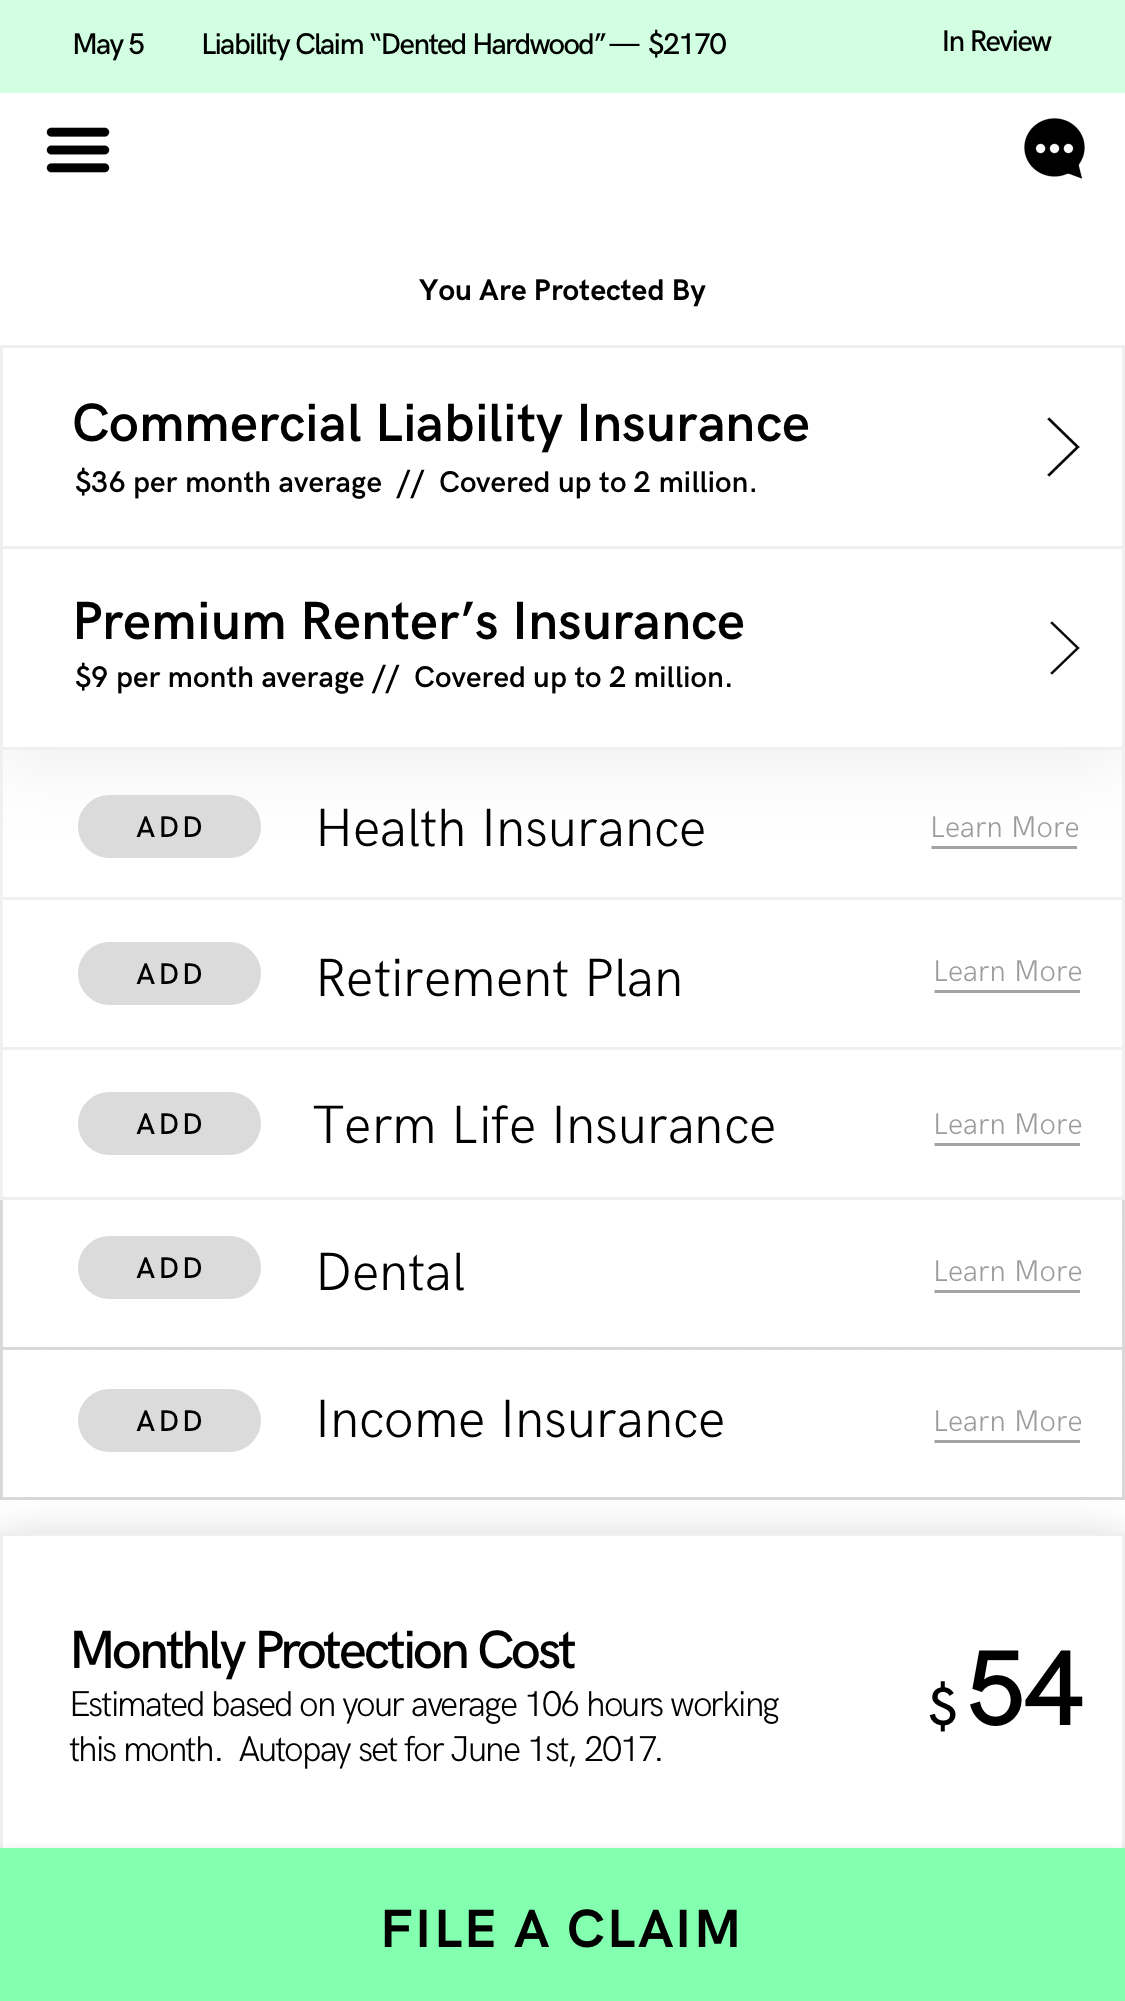 May 5 Liability Claim “Dented Hardwood” — $2170 In Review
You Are Protected By
Commercial Liability Insurance
$36 per month average // Covered up to 2 million.
Premium Renter’s Insurance
$9 per month average // Covered up to 2 million.
ADD Health Insurance Learn More
ADD Retirement Plan Learn More
ADD Term Life Insurance Learn More
ADD Dental Learn More
ADD Income Insurance Learn More
Monthly Protection Cost
Estimated based on your average 106 hours working
this month. Autopay set for June 1st, 2017.
$54
FILE A CLAIM